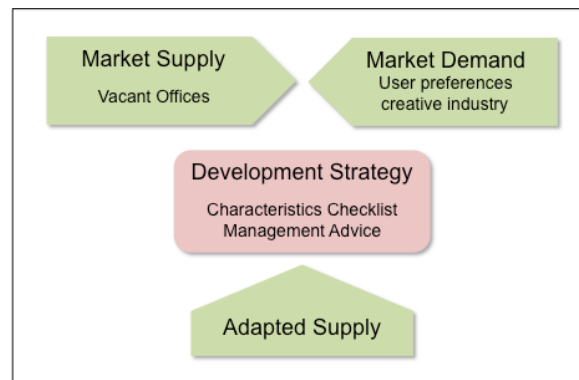 Market Supply
Vacant Offices
Market Demand
User preferences
creative industry
Development Strategy
Characteristics Checklist
Management Advice
Adapted Supply